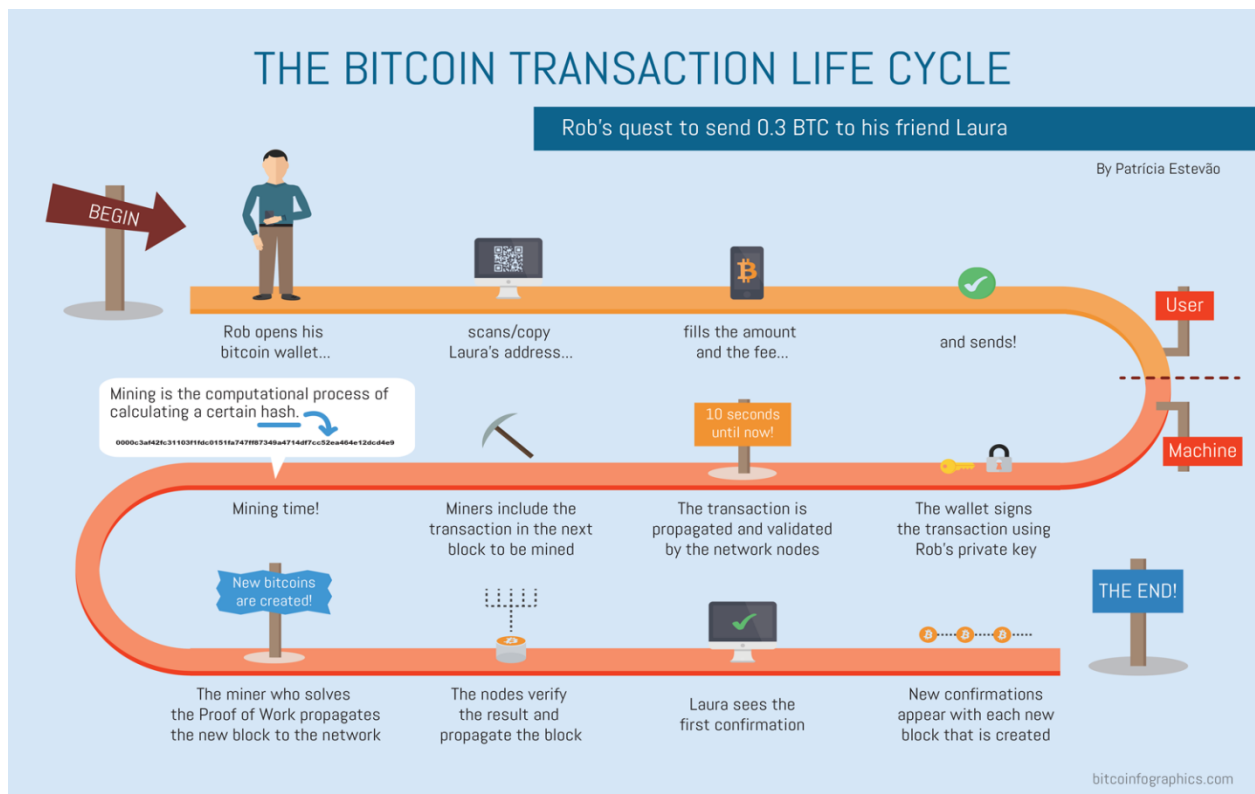 THE BITCOIN TRANSACTION LIFE CYCLE
Rob's quest to send 0.3 BTC to his friend Laura
By Patrícia Estevão
BEGIN
Rob opens his
bitcoin wallet...
scans/copy
Laura's address...
fills the amount
and the fee...
and sends!
User
Machine
The wallet signs
the transaction using
Rob's private key
10 seconds
until now!
The transaction is
propagated and validated
by the network nodes
Miners include the
transaction in the next
block to be mined
Mining is the computational process of
calculating a certain hash.
0000c3af42fc31103f1fdc0151fa747ff87349a4714df7cc52ea464e12dcd4e9
Mining time!
New bitcoins
are created!
The miner who solves
the Proof of Work propagates
the new block to the network
The nodes verify
the result and
propagate the block
Laura sees the
first confirmation
New confirmations
appear with each new
block that is created
THE END!
bitcoinfographics.com